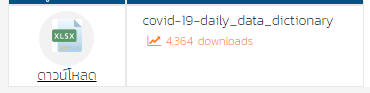 XLSX
ดาวน์โหลด
covid-19-daily_data_dictionary
4,364 downloads